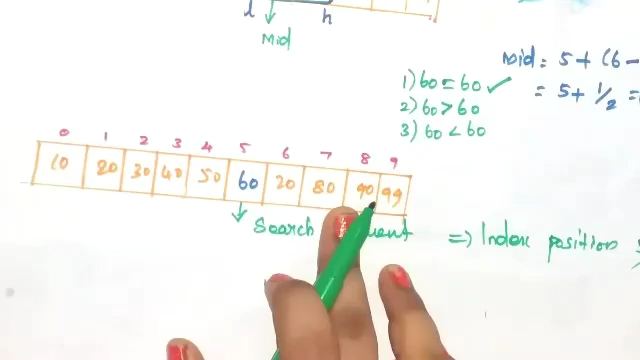 l h
Mid
Mid = 5 + (6 -
= 5 + 1/2 =
1) 60 = 60 ✓
2) 60 > 60
3) 60 < 60
0 1 2 3 4 5 6 7 8 9
10 20 30 40 50 60 20 80 90 99
Search
=) Index position